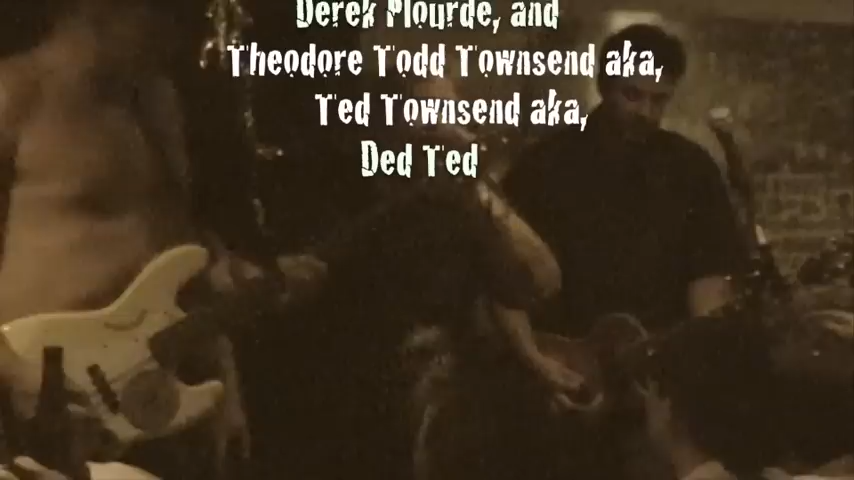 Derek Plourde, and
Theodore Todd Townsend aka,
Ted Townsend aka,
Ded Ted